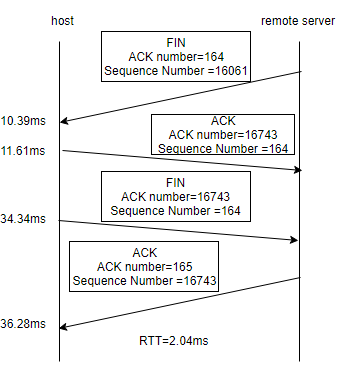 host
remote server
FIN
ACK number=164
Sequence Number =16061
10.39ms
ACK
ACK number=16743
Sequence Number =164
11.61ms
FIN
ACK number=16743
Sequence Number =164
34.34ms
ACK
ACK number=165
Sequence Number =16743
36.28ms
RTT=2.04ms